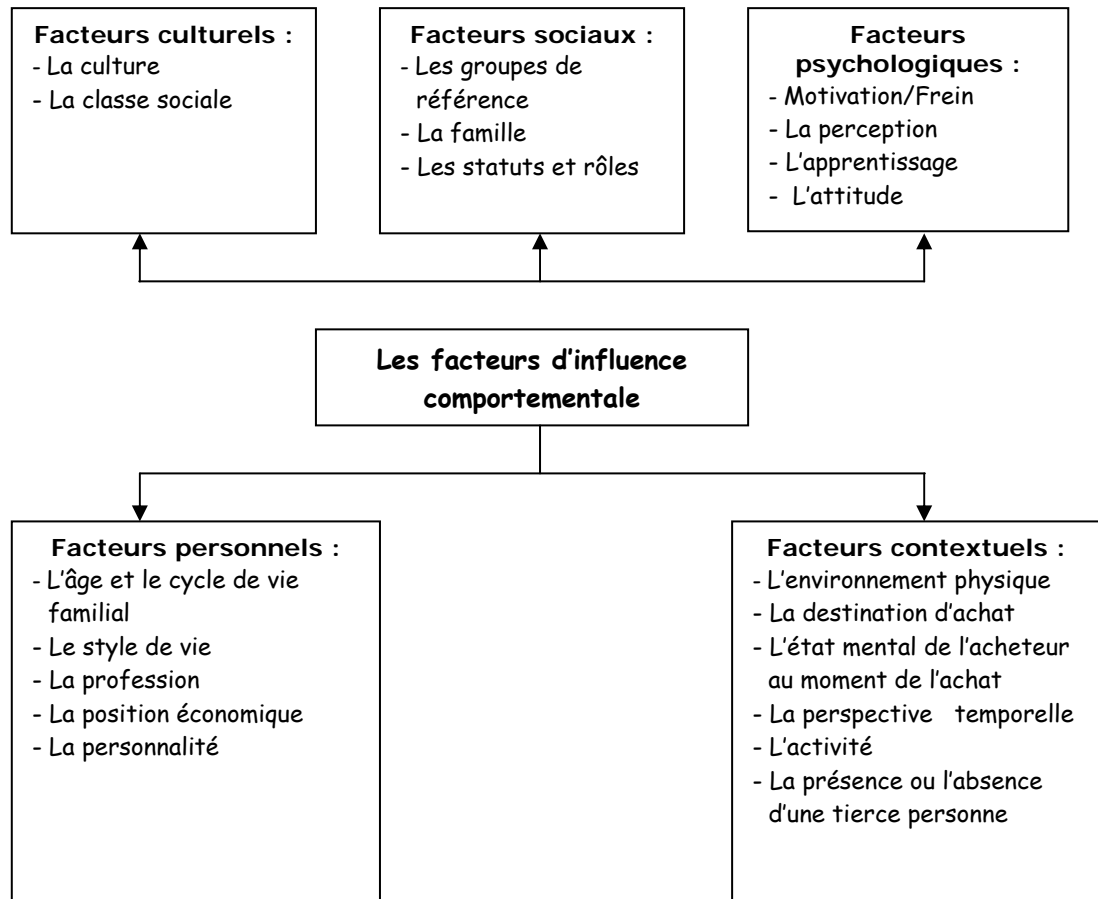 Facteurs culturels :
- La culture
- La classe sociale
Facteurs sociaux :
- Les groupes de
référence
- La famille
- Les statuts et rôles
Facteurs
psychologiques :
- Motivation/Frein
- La perception
- L’apprentissage
- L’attitude
Les facteurs d’influence
comportementale
Facteurs personnels :
- L’âge et le cycle de vie
familial
- Le style de vie
- La profession
- La position économique
- La personnalité
Facteurs contextuels :
- L’environnement physique
- La destination d’achat
- L’état mental de l’acheteur
au moment de l’achat
- La perspective temporelle
- L’activité
- La présence ou l’absence
d’une tierce personne